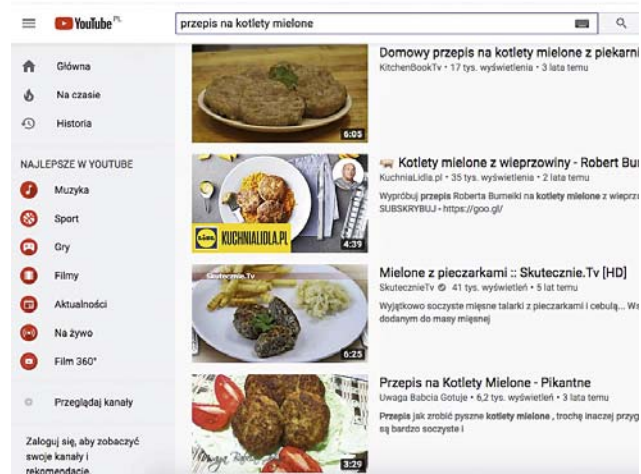 YouTube PL
przepis na kotlety mielone
Główna
Na czasie
Historia
NAJLEPSZE W YOUTUBE
Muzyka
Sport
Gry
Filmy
Aktualności
Na żywo
Film 360°
Przeglądaj kanały
Zaloguj się, aby zobaczyć
swoje kanały i
rekomendacje.
6:05
Domowy przepis na kotlety mielone z piekarni
KitchenBookTv • 17 tys. wyświetlenia • 3 lata temu
LIDL KUCHNIALIDLA.PL
4:39
Kotlety mielone z wieprzowiny - Robert Bur
KuchniaLidla.pl • 35 tys. wyświetlenia • 2 lata temu
Wypróbuj przepis Roberta Burneiki na kotlety mielone z wieprzo
SUBSKRYBUJ - https://goo.gl/
Skutecznie.Tv
6:25
Mielone z pieczarkami :: Skutecznie.Tv [HD]
SkutecznieTv 41 tys. wyświetleń • 5 lat temu
Wyjątkowo soczyste mięsne talarki z pieczarkami i cebulą...
dodanym do masy mięsnej
Uwaga Babcia
3:29
Przepis na Kotlety Mielone - Pikantne
Uwaga Babcia Gotuje • 6,2 tys. wyświetleń • 3 lata temu
Przepis jak zrobić pyszne kotlety mielone , trochę inaczej przyg
są bardzo soczyste i